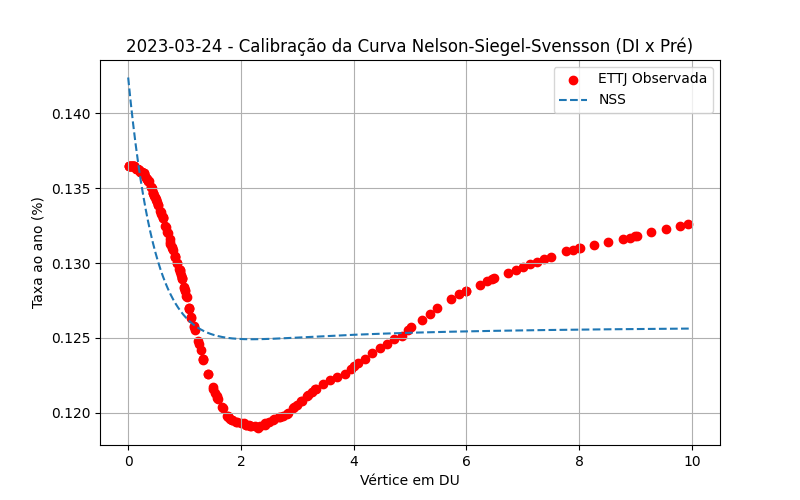 2023-03-24 - Calibração da Curva Nelson-Siegel-Svensson (DI x Pré)
ETTJ Observada
NSS
0.140
0.135
0.130
0.125
0.120
Taxa ao ano (%)
0 2 4 6 8 10
Vértice em DU